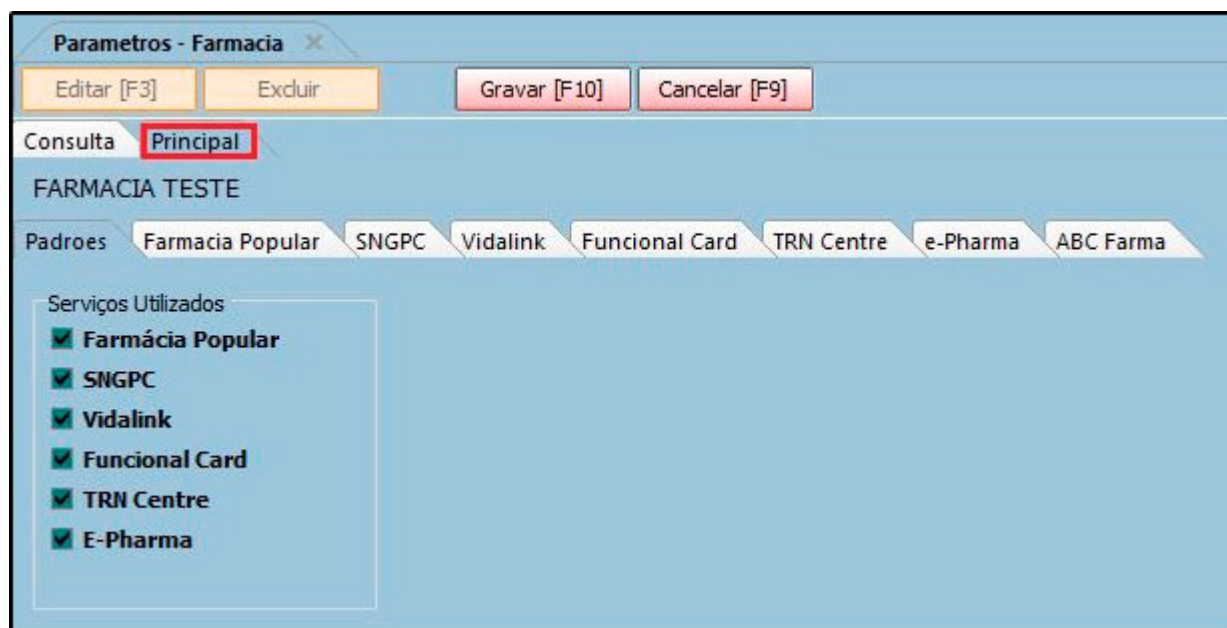 Parametros - Farmacia
Editar [F3] Excluir Gravar [F10] Cancelar [F9]
Consulta Principal
FARMACIA TESTE
Padroes Farmacia Popular SNGPC Vidalink Funcional Card TRN Centre e-Pharma ABC Farma
Serviços Utilizados
Farmácia Popular
SNGPC
Vidalink
Funcional Card
TRN Centre
E-Pharma